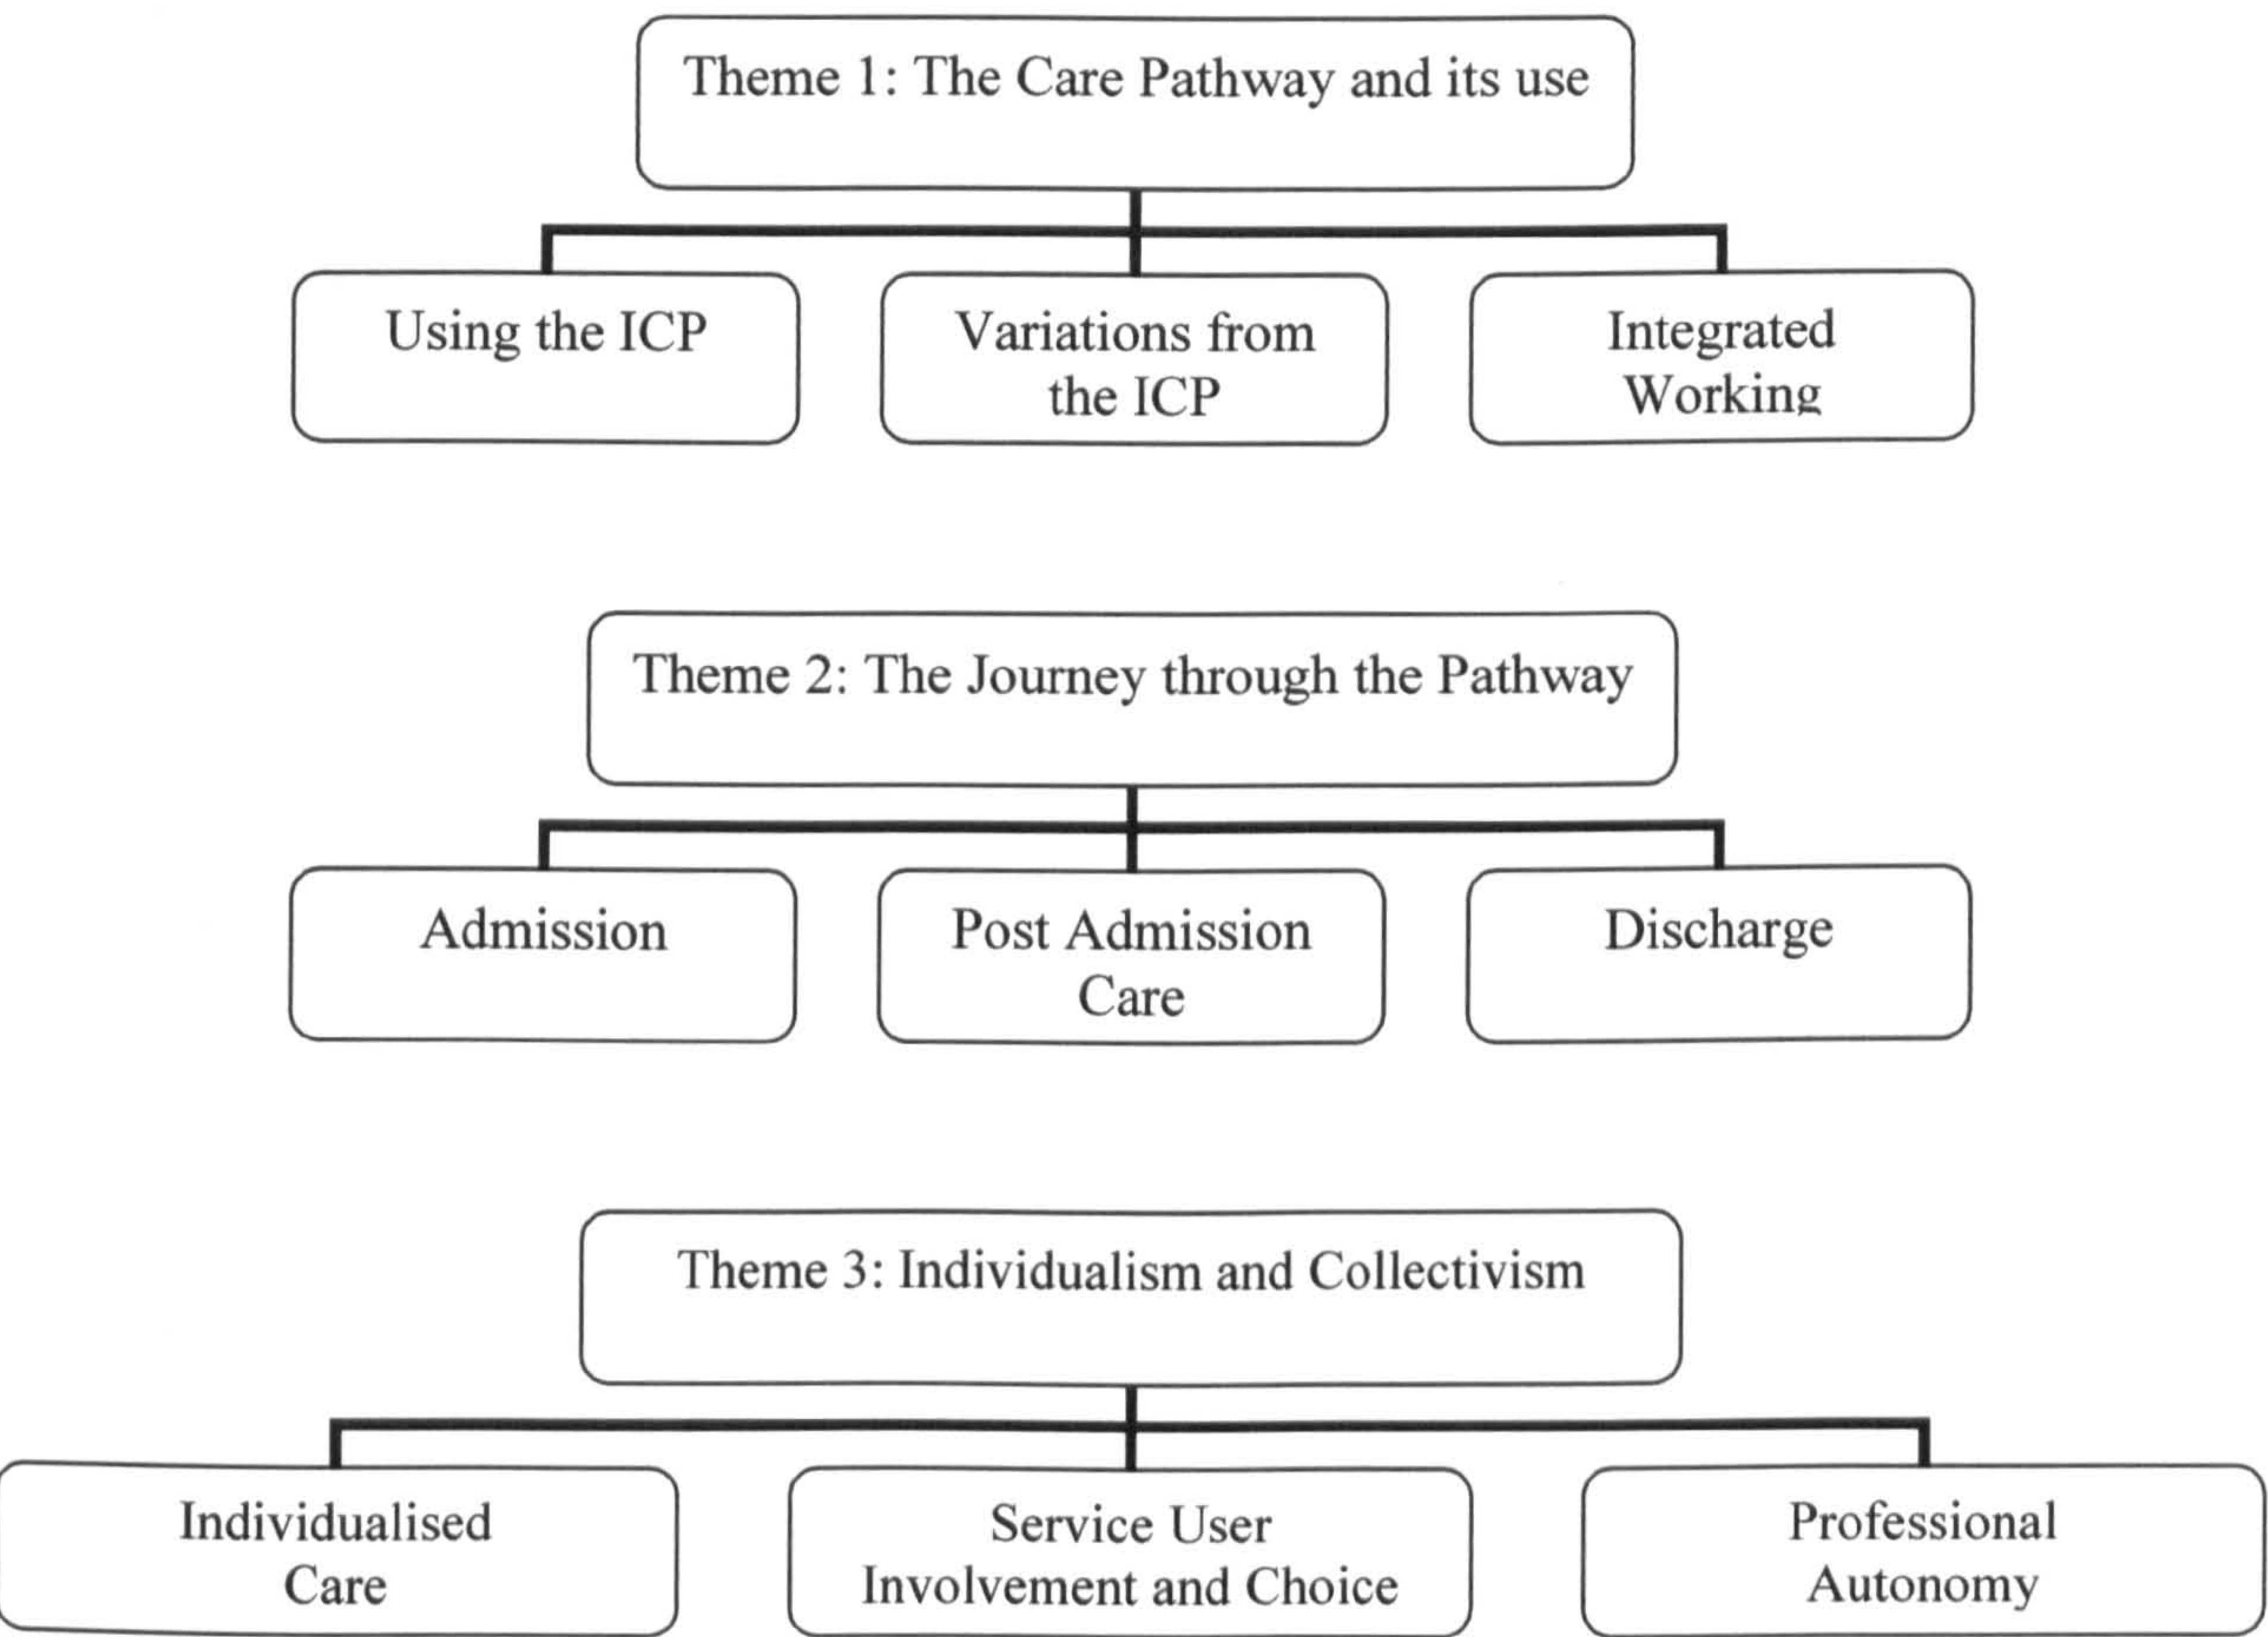 Theme 1: The Care Pathway and its use
Using the ICP
Variations from
the ICP
Integrated
Working
Theme 2: The Journey through the Pathway
Admission
Post Admission
Care
Discharge
Theme 3: Individualism and Collectivism
Individualised
Care
Service User
Involvement and Choice
Professional
Autonomy